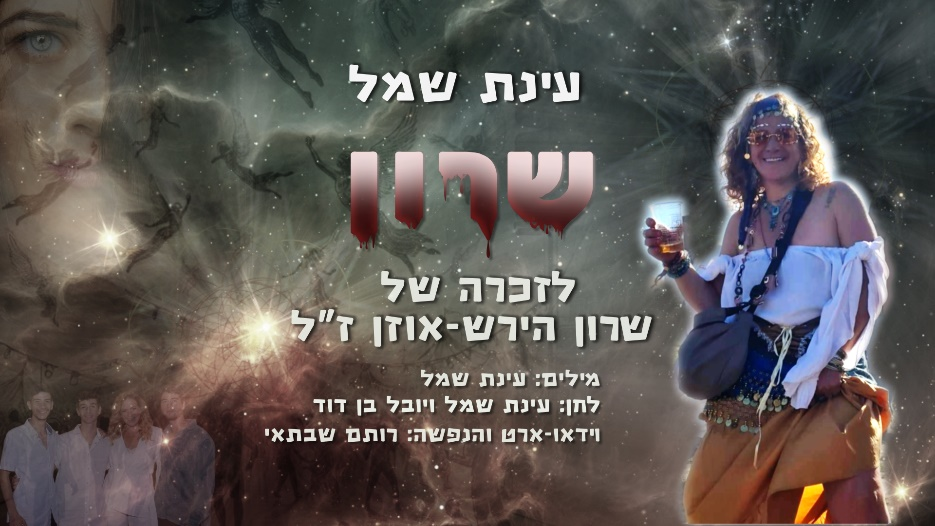 עינת שמל
שרון
לזכרה של
שרון הירש-אוזן ז"ל
מילים: עינת שמל
לחן: עינת שמל ויובל בן דוד
וידאו-ארט והנפשה: רותם שבתאי